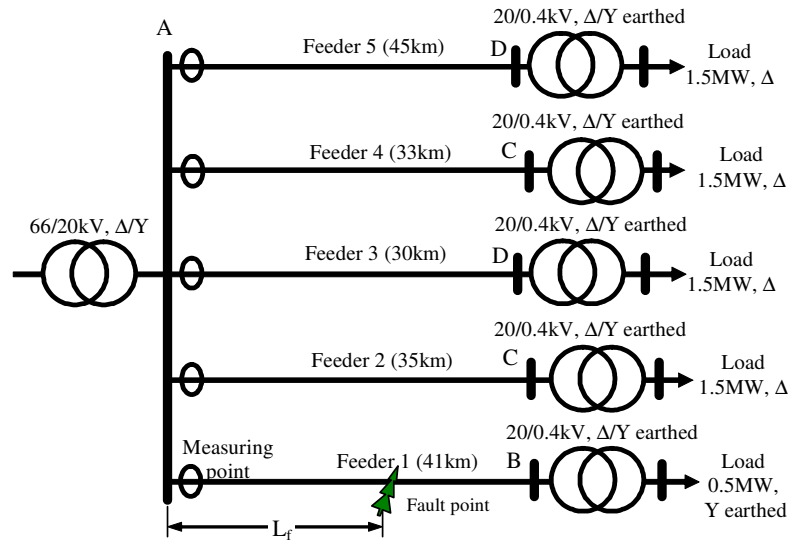 A
Feeder 5 (45km)
D
20/0.4kV, Δ/Y earthed
Load
1.5MW, Δ
Feeder 4 (33km)
C
20/0.4kV, Δ/Y earthed
Load
1.5MW, Δ
66/20kV, Δ/Y
Feeder 3 (30km)
D
20/0.4kV, Δ/Y earthed
Load
1.5MW, Δ
Feeder 2 (35km)
C
20/0.4kV, Δ/Y earthed
Load
1.5MW, Δ
Measuring
point
Feeder 1 (41km)
B
20/0.4kV, Δ/Y earthed
Load
0.5MW,
Y earthed
Fault point
Lf